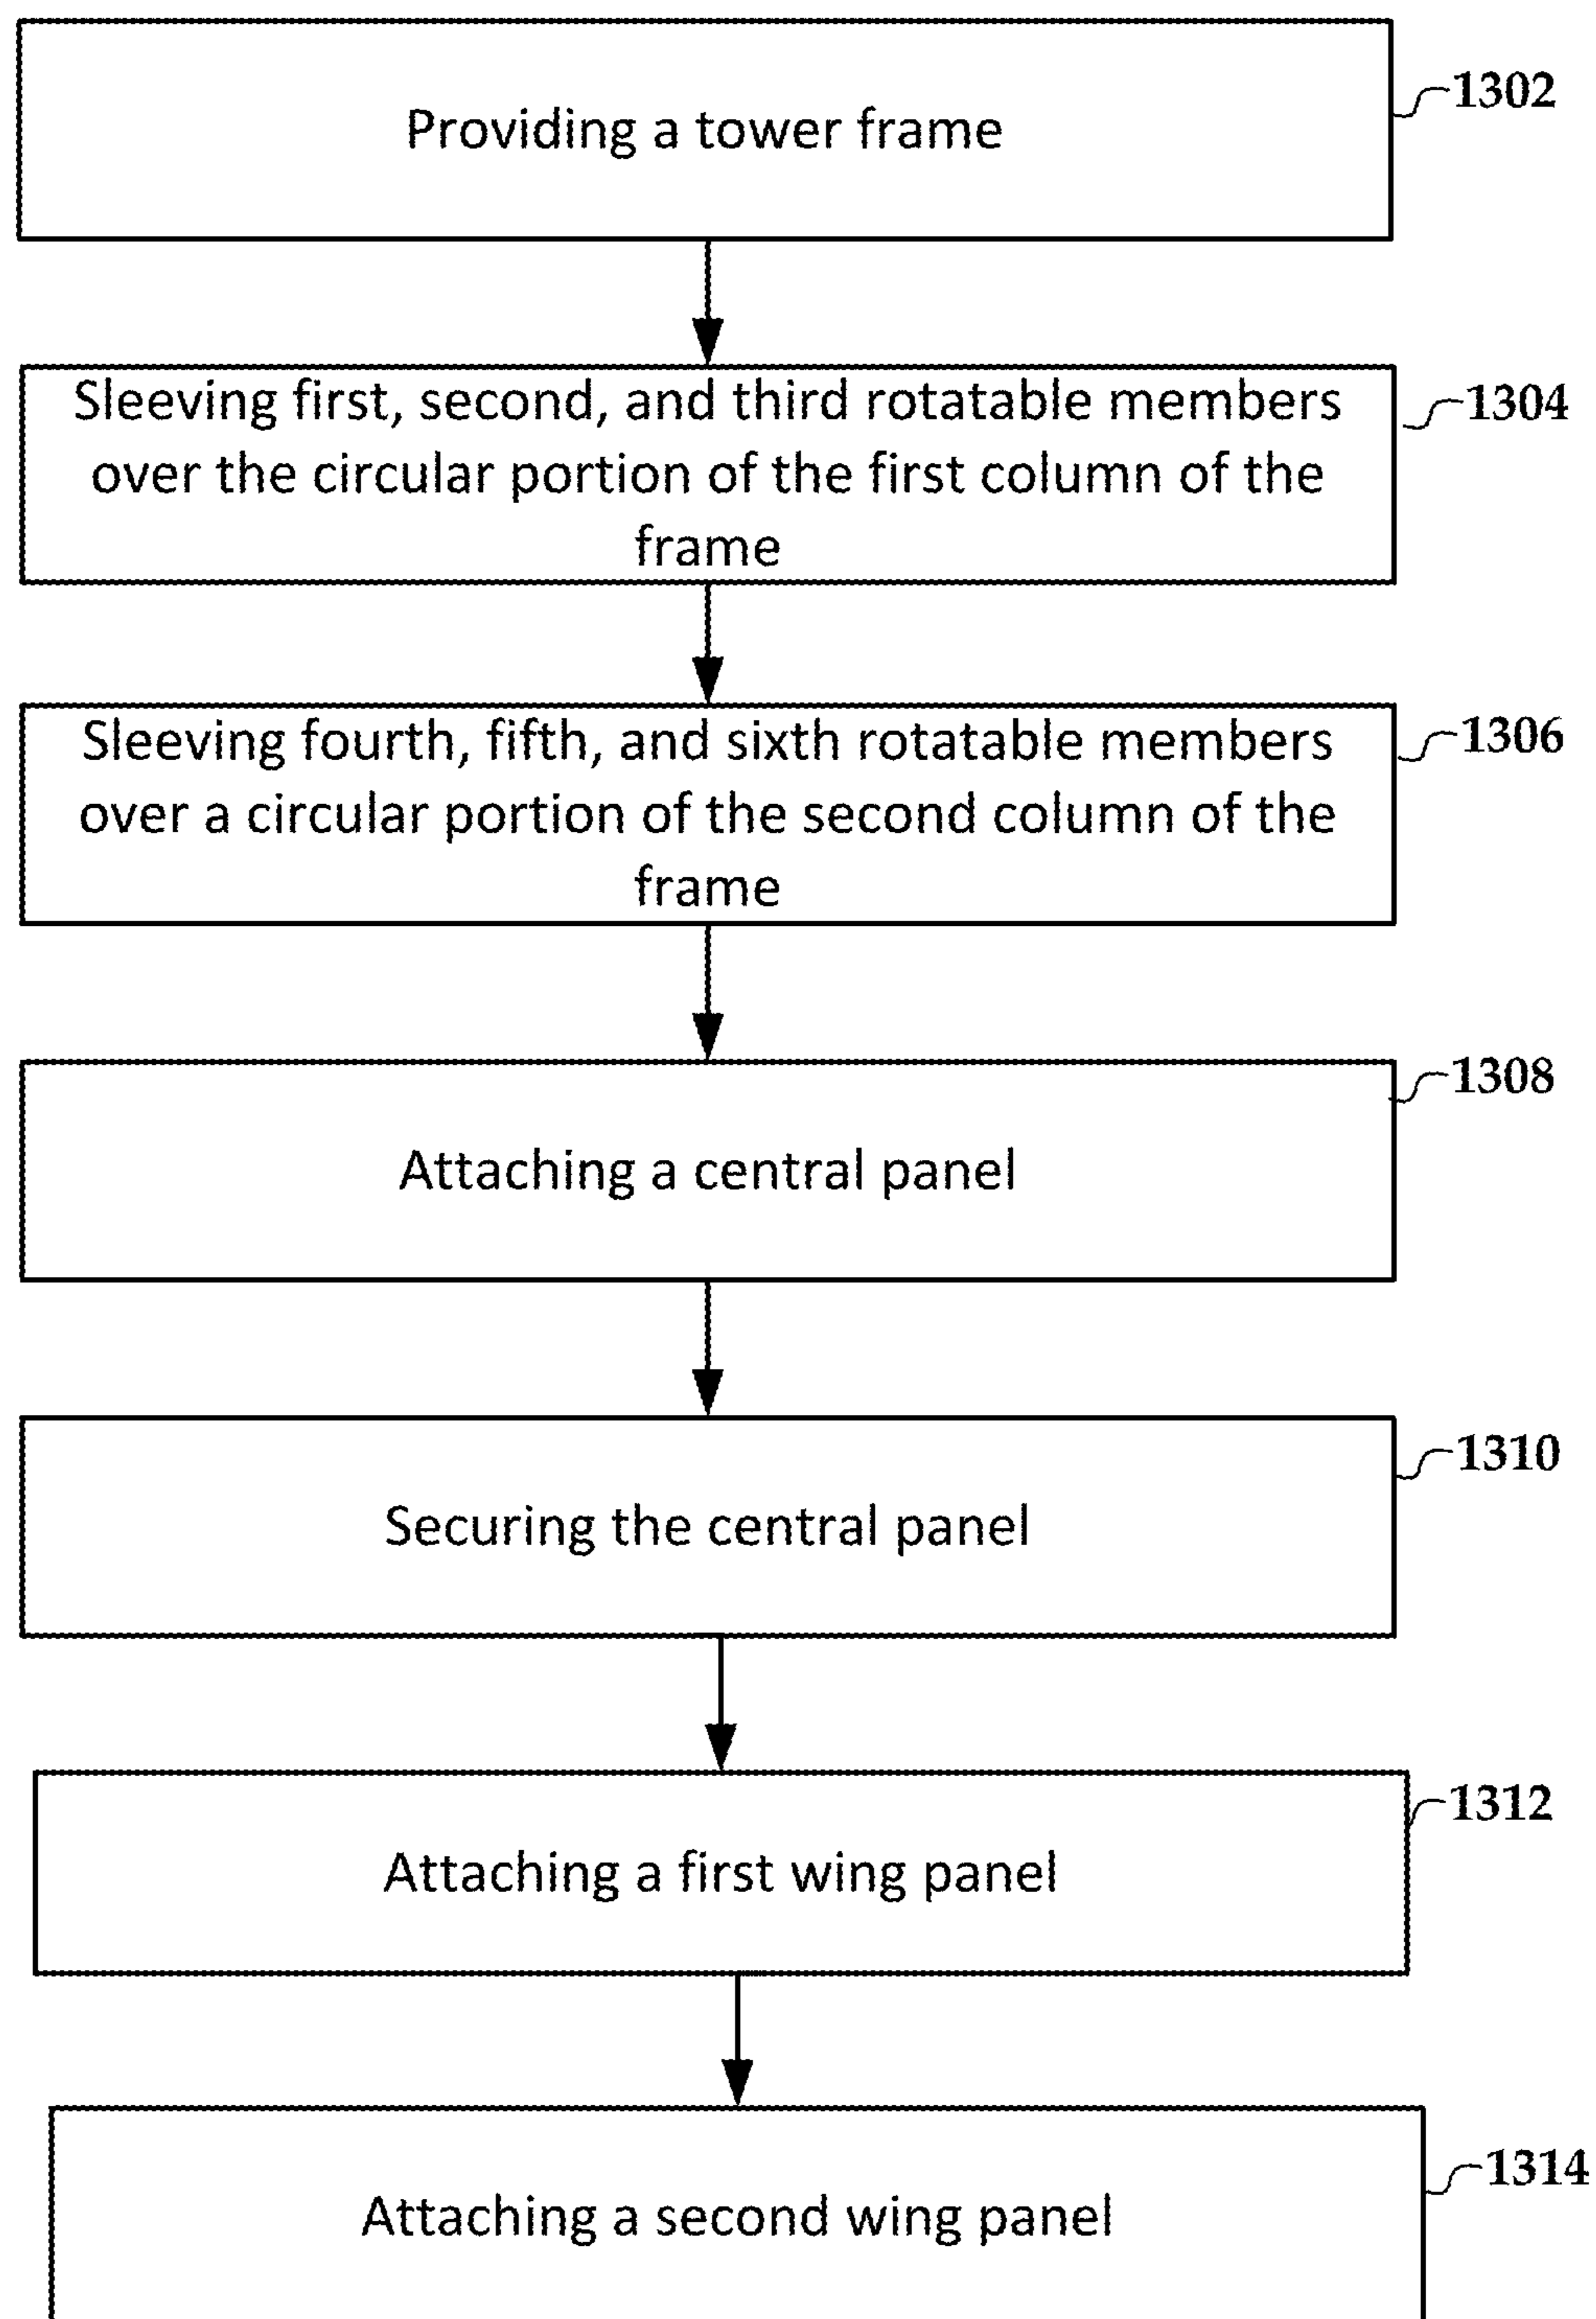 Providing a tower frame
1302
Sleeving first, second, and third rotatable members
over the circular portion of the first column of the
frame
1304
Sleeving fourth, fifth, and sixth rotatable members
over a circular portion of the second column of the
frame
1306
Attaching a central panel
1308
Securing the central panel
1310
Attaching a first wing panel
1312
Attaching a second wing panel
1314